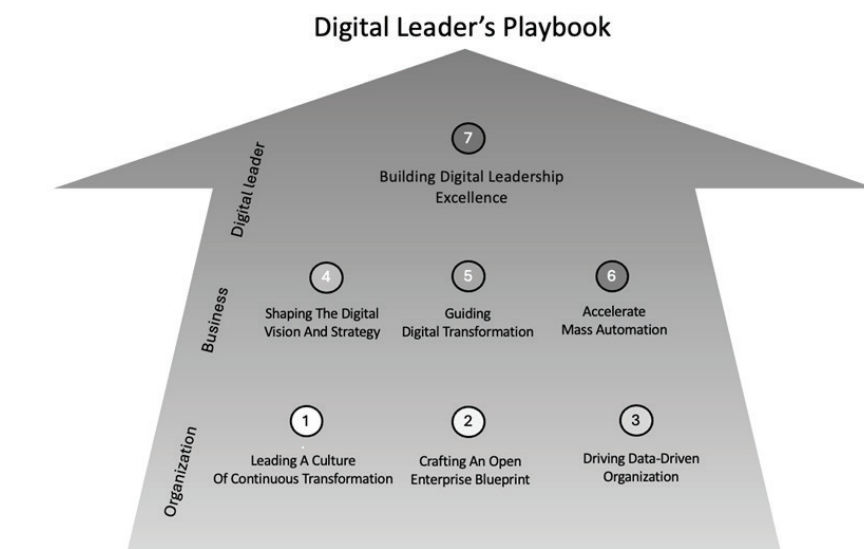 Digital Leader's Playbook
Digital leader
7
Building Digital Leadership
Excellence
Business
4
Shaping The Digital
Vision And Strategy
5
Guiding
Digital Transformation
6
Accelerate
Mass Automation
Organization
1
Leading A Culture
Of Continuous Transformation
2
Crafting An Open
Enterprise Blueprint
3
Driving Data-Driven
Organization